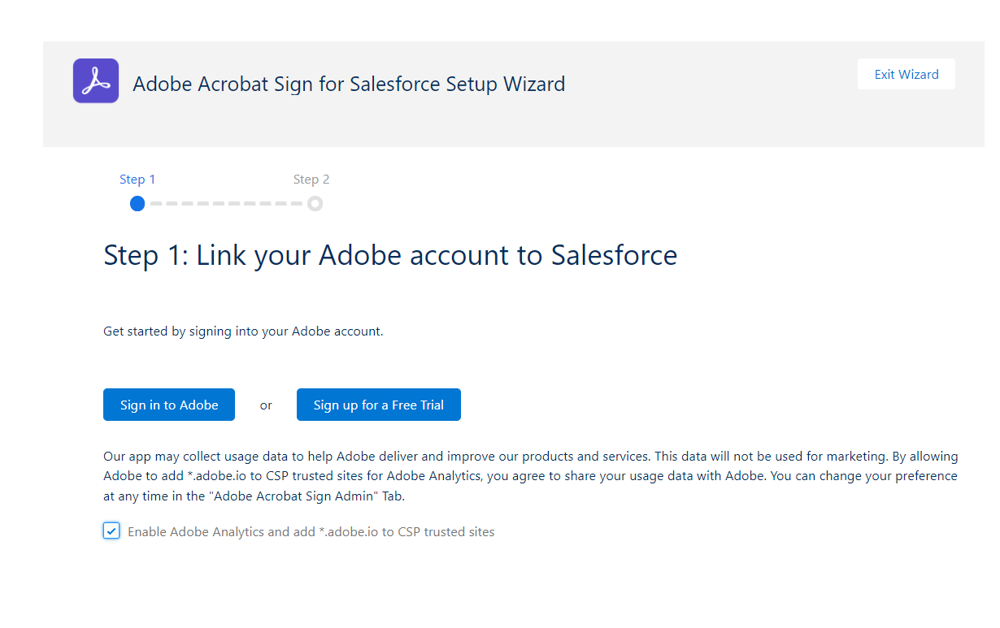 Adobe Acrobat Sign for Salesforce Setup Wizard
Exit Wizard
Step 1
Step 2
Step 1: Link your Adobe account to Salesforce
Get started by signing into your Adobe account.
Sign in to Adobe
or
Sign up for a Free Trial
Our app may collect usage data to help Adobe deliver and improve our products and services. This data will not be used for marketing. By allowing
Adobe to add *.adobe.io to CSP trusted sites for Adobe Analytics, you agree to share your usage data with Adobe. You can change your preference
at any time in the "Adobe Acrobat Sign Admin" Tab.
Enable Adobe Analytics and add *.adobe.io to CSP trusted sites